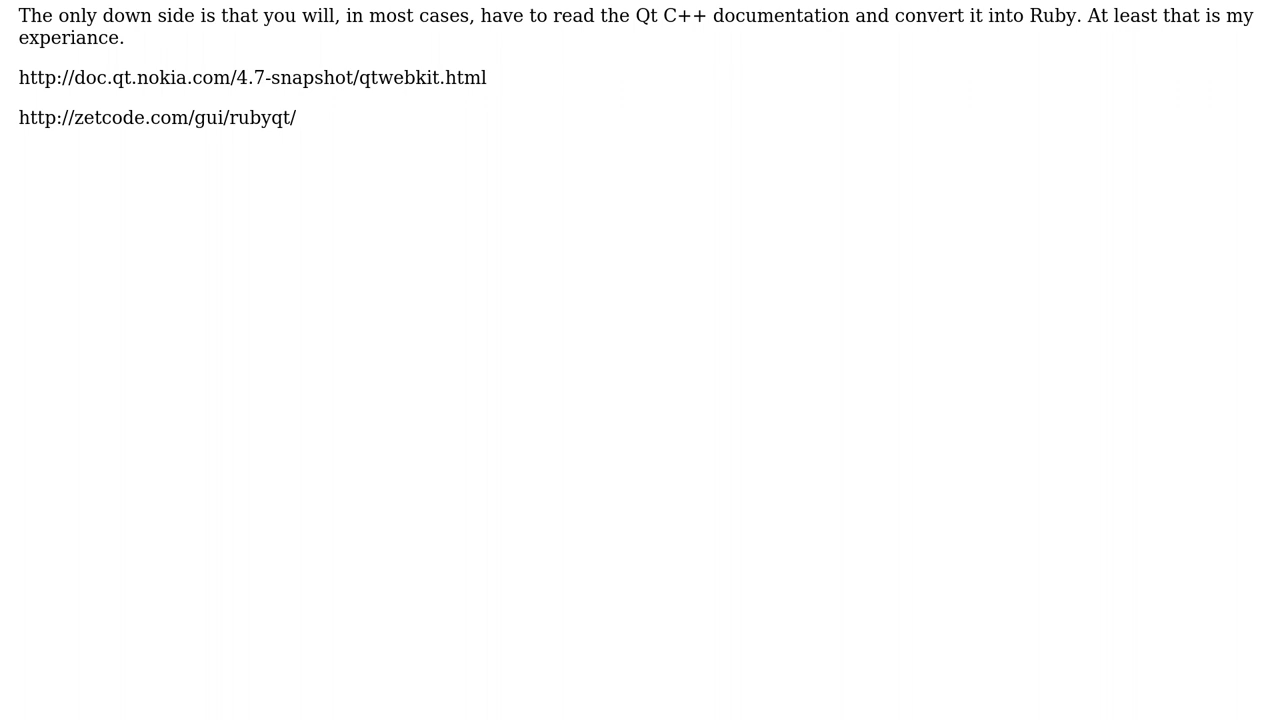 The only down side is that you will, in most cases, have to read the Qt C++ documentation and convert it into Ruby. At least that is my
experiance.
http://doc.qt.nokia.com/4.7-snapshot/qtwebkit.html
http://zetcode.com/gui/rubyqt/